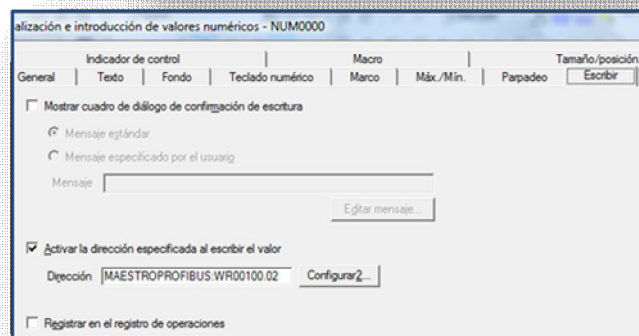 alización e introducción de valores numéricos - NUM0000
Indicador de control Macro Tamaño/posición
General Texto Fondo Teclado numérico Marco Máx./Mín. Parpadeo Escribir
Mostrar cuadro de diálogo de confirmación de escritura
Mensaje estándar
Mensaje especificado por el usuario
Mensaje
Editar mensaje...
Activar la dirección especificada al escribir el valor
Dirección MAESTROPROFIBUS:WR00100.02 Configurar2...
Registrar en el registro de operaciones